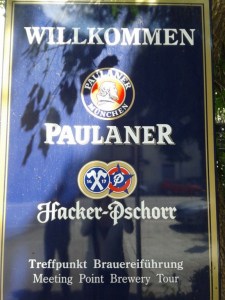 WILLKOMMEN
PAULANER
MÜNCHEN
PAULANER
Hacker-Pschorr
Treffpunkt Brauereiführung
Meeting Point Brewery Tour